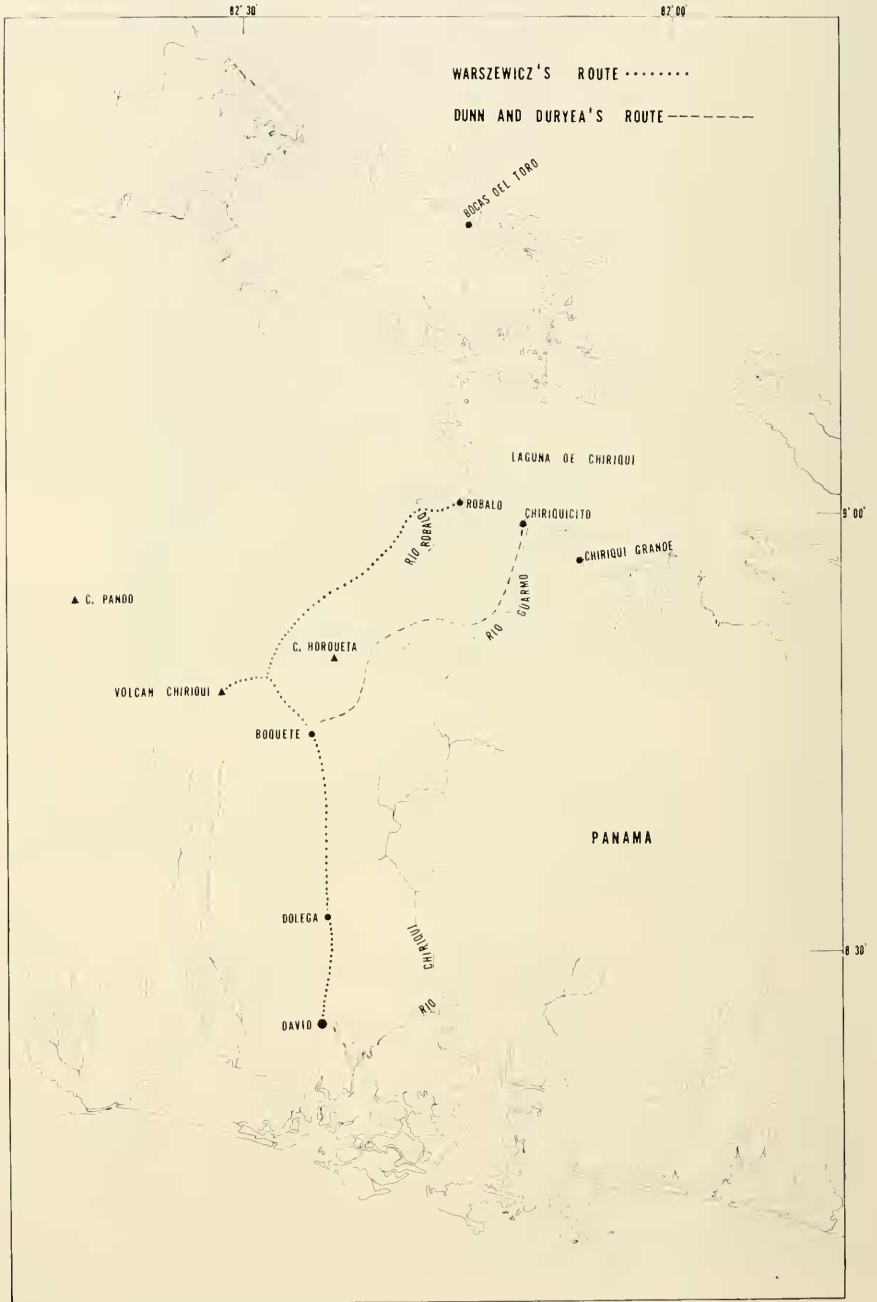 82°30'
82°00'
WARSZEWICZ'S ROUTE
DUNN AND DURYEA'S ROUTE
BOCAS DEL TORO
LAGUNA DE CHIRIQUI
ROBALO
9°00'
CHIRIQUICITO
RIO ROBALO
CHIRIQUI GRANDE
C. PANDO
RIO GUARMO
C. HORQUETA
VOLCAN CHIRIQUI
BOQUETE
PANAMA
DOLEGA
8 30'
RIO CHIRIQUI
DAVID